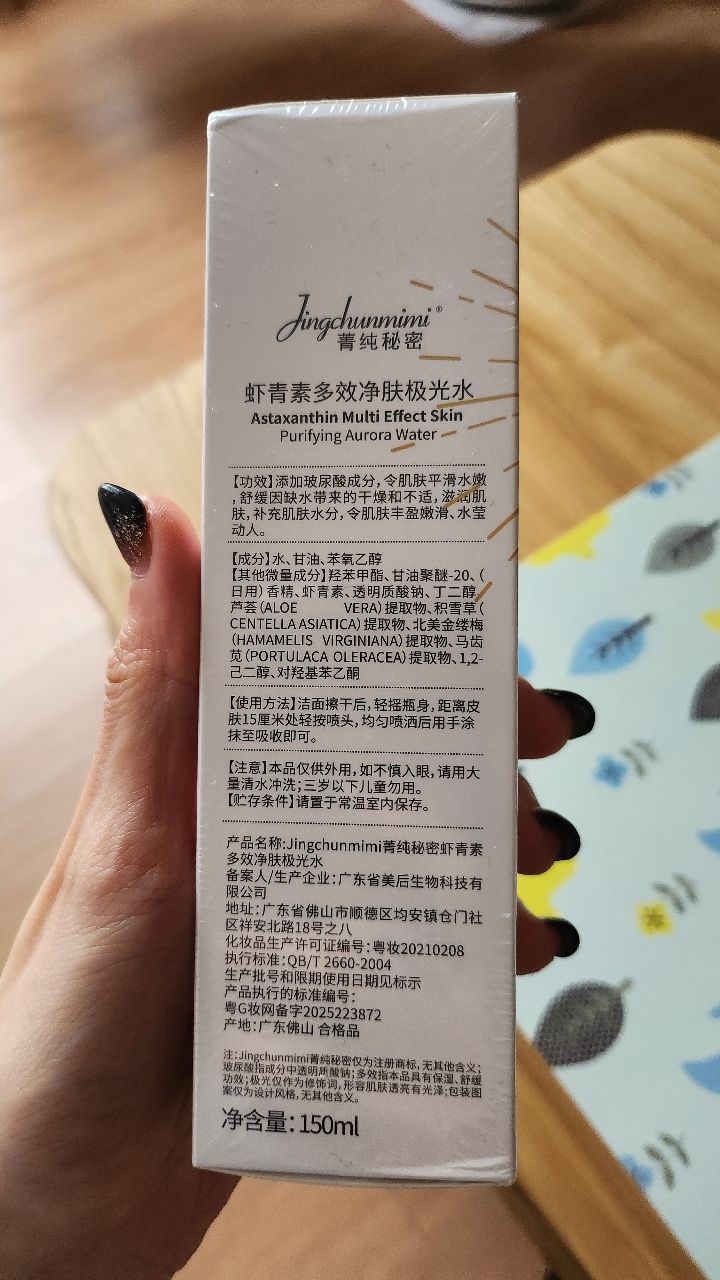 Jingchunmimi®
菁纯秘密
虾青素多效净肤极光水
Astaxanthin Multi Effect Skin
Purifying Aurora Water
【功效】添加玻尿酸成分，令肌肤平滑水嫩
，舒缓因缺水带来的干燥和不适，滋润肌
肤，补充肌肤水分，令肌肤丰盈嫩滑、水莹
动人。
【成分】水、甘油、苯氧乙醇
【其他微量成分】羟苯甲酯、甘油聚醚-20、（
日用）香精、虾青素、透明质酸钠、丁二醇、
芦荟（ALOE VERA）提取物、积雪草（
CENTELLA ASIATICA）提取物、北美金缕梅
（HAMAMELIS VIRGINIANA）提取物、马齿
苋（PORTULACA OLERACEA）提取物、1,2-
己二醇、对羟基苯乙酮
【使用方法】洁面擦干后，轻摇瓶身，距离皮
肤15厘米处轻按喷头，均匀喷洒后用手涂
抹至吸收即可。
【注意】本品仅供外用，如不慎入眼，请用大
量清水冲洗；三岁以下儿童勿用。
【贮存条件】请置于常温室内保存。
产品名称：Jingchunmimi菁纯秘密虾青素
多效净肤极光水
备案人/生产企业：广东省美后生物科技有
限公司
地址：广东省佛山市顺德区均安镇仓门社
区祥安北路18号之八
化妆品生产许可证编号：粤妆20210208
执行标准：QB/T 2660-2004
生产批号和限期使用日期见标示
产品执行的标准编号：
粤G妆网备字2025223872
产地：广东佛山 合格品
注：Jingchunmimi菁纯秘密仅为注册商标，无其他含义；
玻尿酸指成分中透明质酸钠；多效指本品具有保湿、舒缓
功效；极光仅作为修饰词，形容肌肤透亮有光泽；包装图
案仅为设计风格，无其他含义。
净含量：150ml